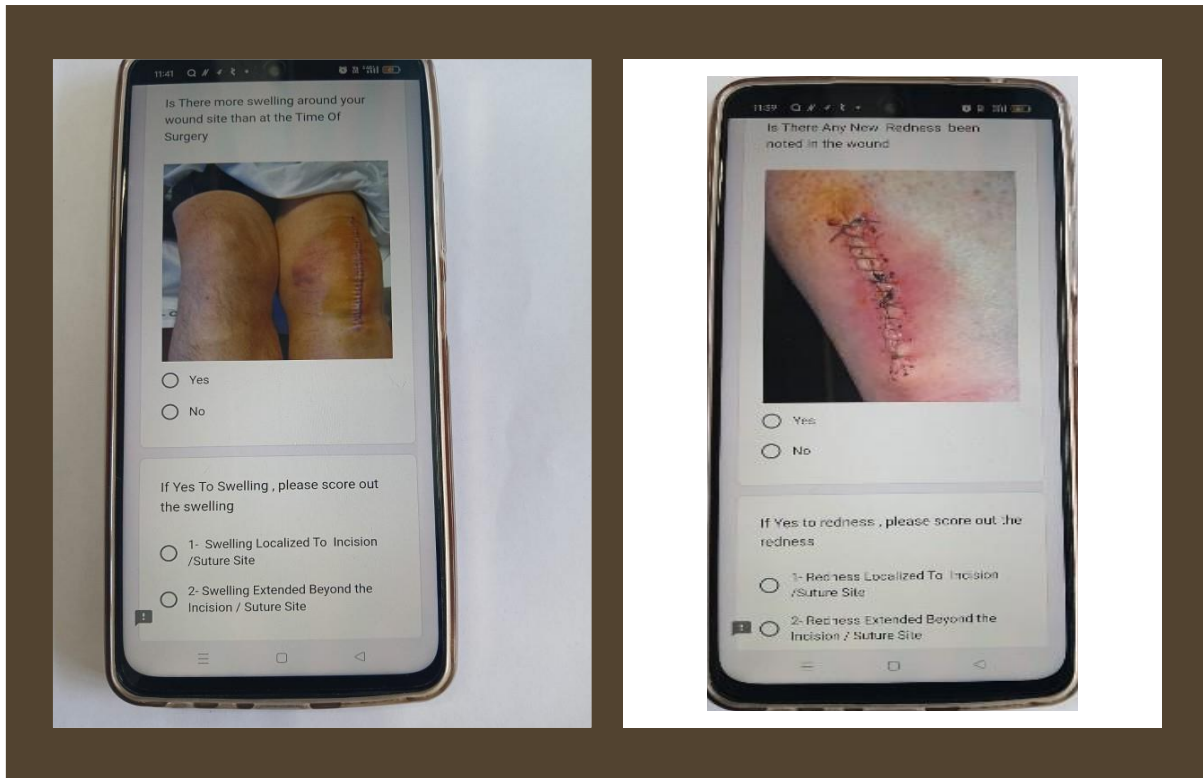 11:41
Is There more swelling around your
wound site than at the Time Of
Surgery
Yes
No
If Yes To Swelling , please score out
the swelling
1- Swelling Localized To Incision
/Suture Site
2- Swelling Extended Beyond the
Incision / Suture Site
11:59
Is There Any New Redness been
noted in the wound
Yes
No
If Yes to redness , please score out the
redness
1- Redness Localized To Incision
/Suture Site
2- Redness Extended Beyond the
Incision / Suture Site